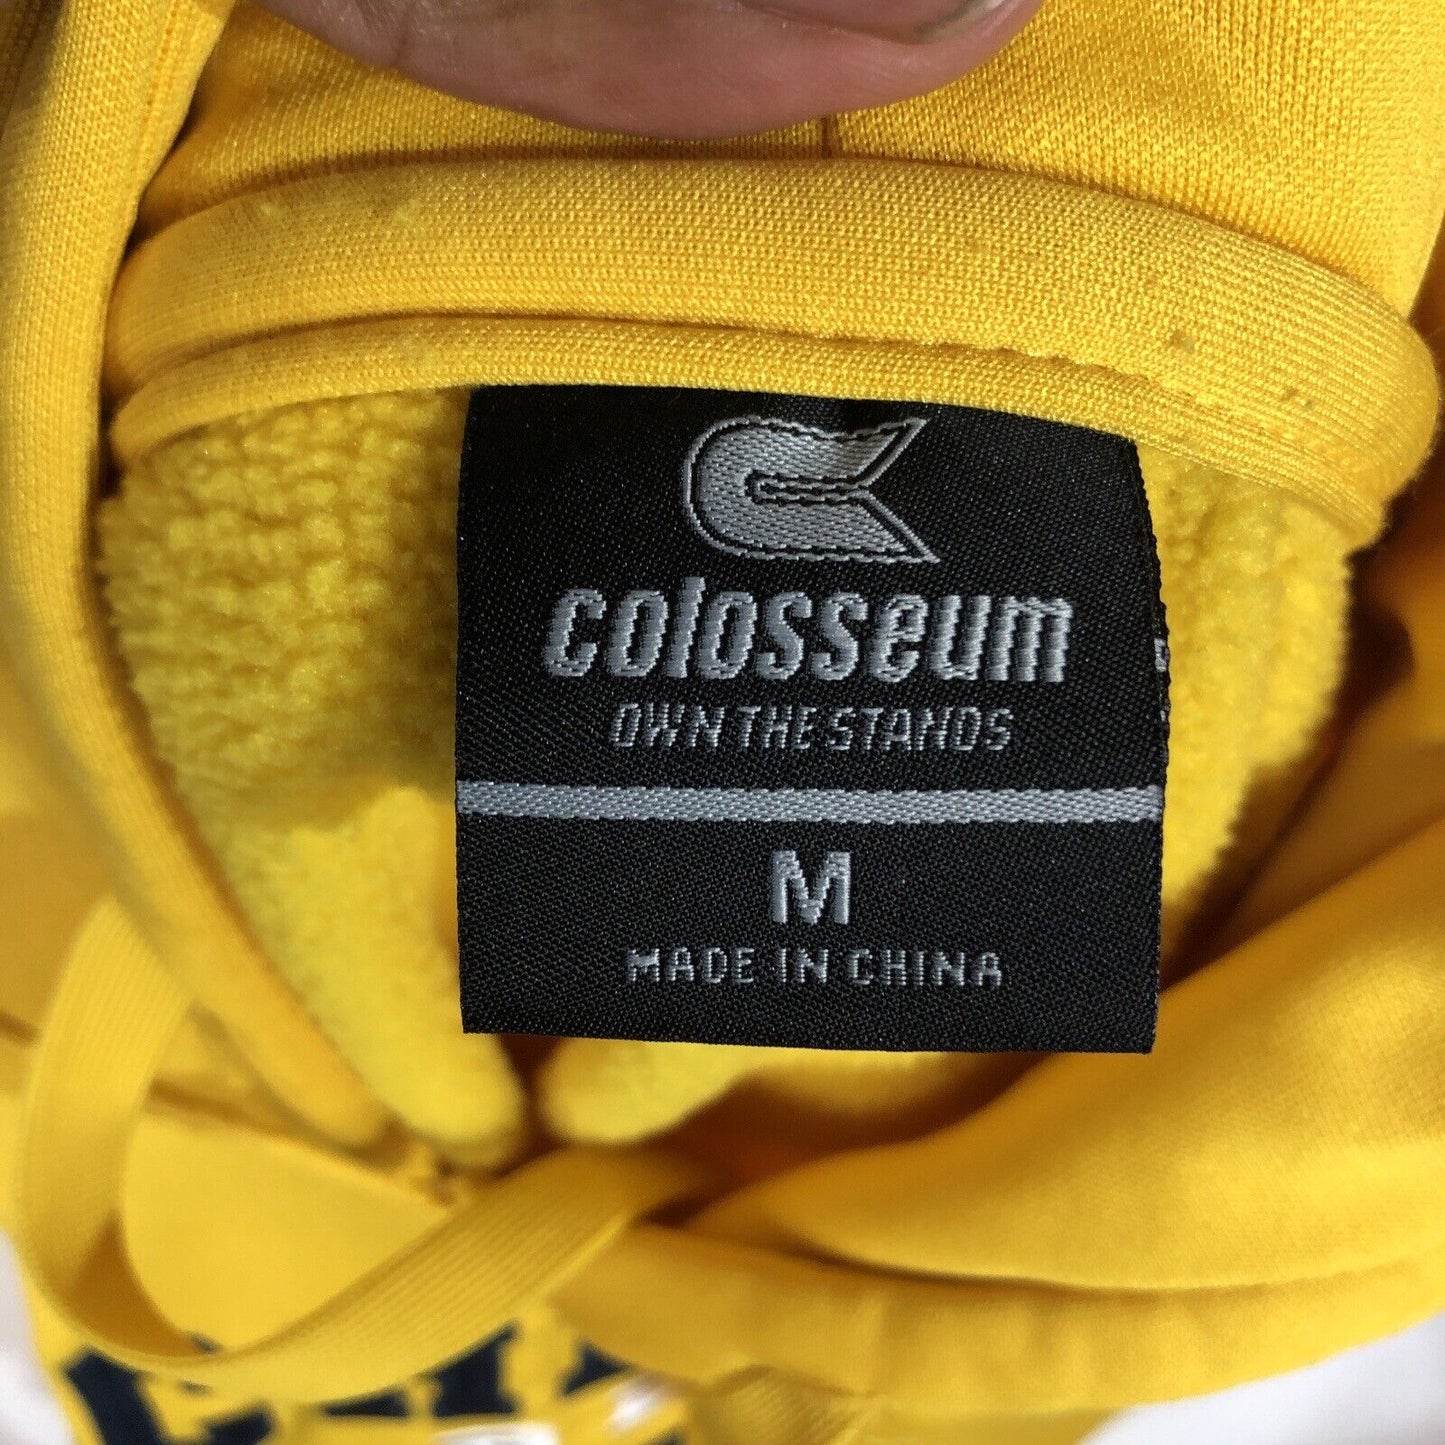 colosseum
OWN THE STANDS
M
MADE IN CHINA